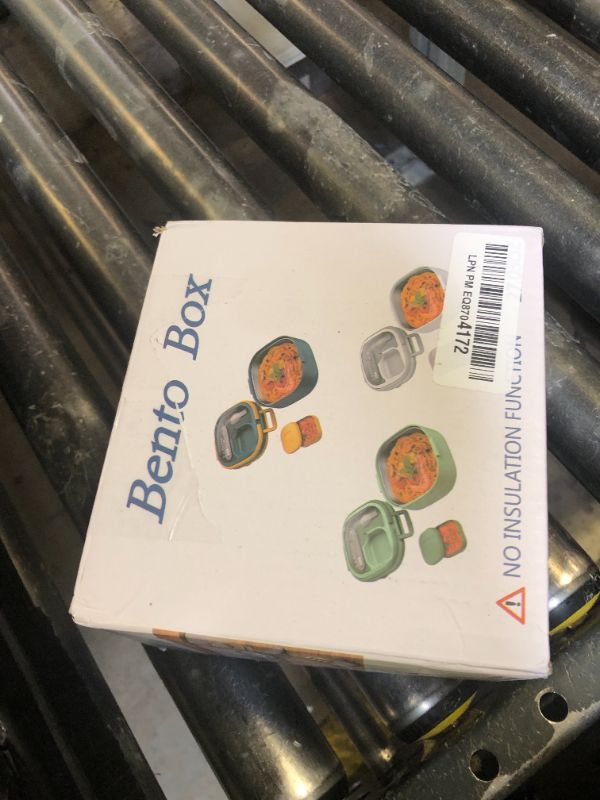 Bento Box
LPN PM EQ8704172
NO INSULATION FUNCTION